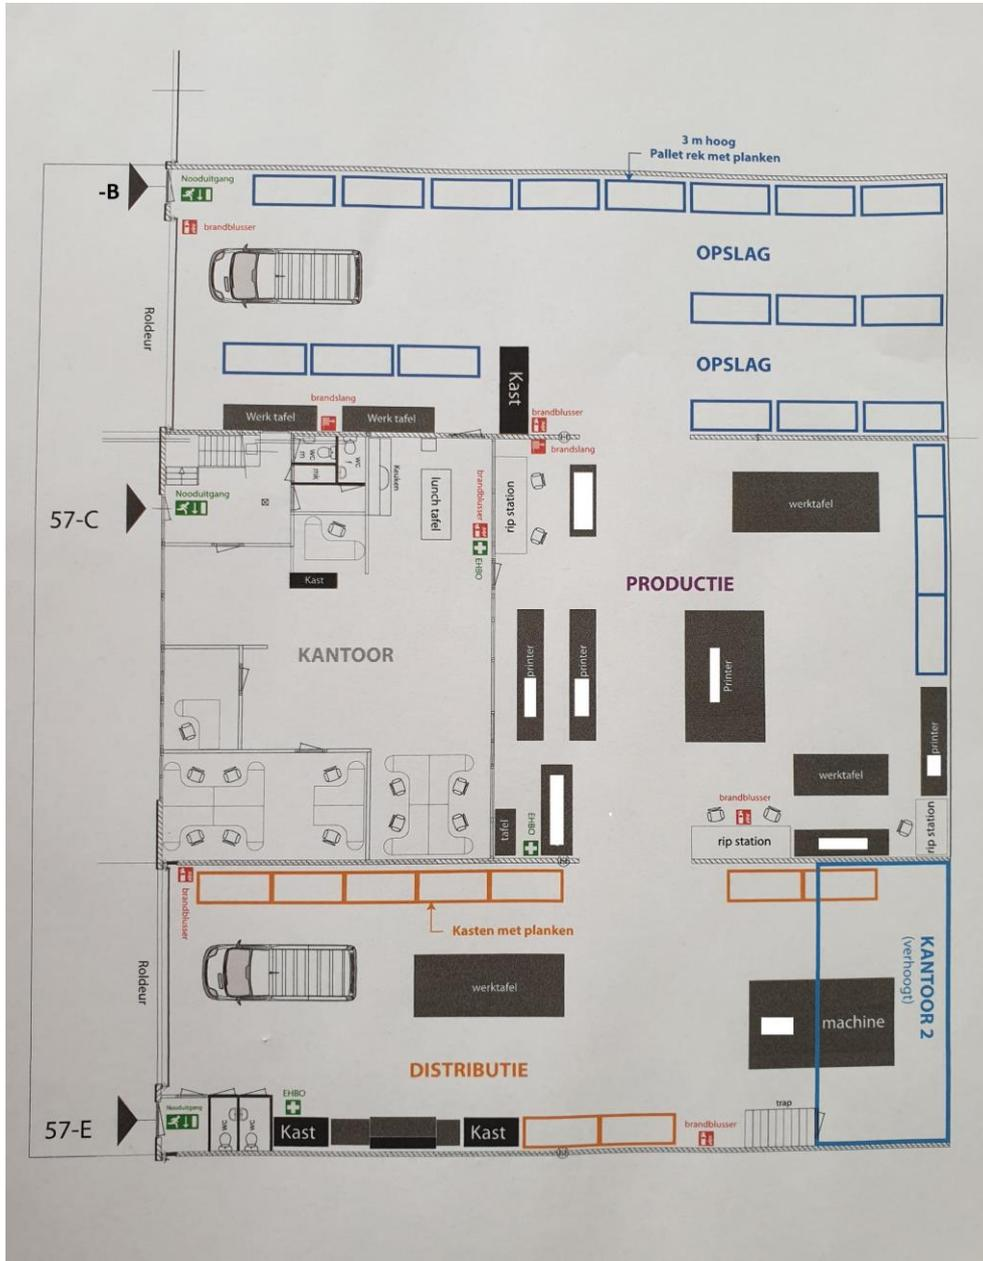 3 m hoog
Pallet rek met planken
-B
Nooduitgang
brandblusser
OPSLAG
Roldeur
OPSLAG
Kast
brandslang
Werk tafel
Werk tafel
brandblusser
brandslang
wc
m
wc
f
mk
Keuken
lunch tafel
brandblusser
EHBO
rip station
werktafel
Nooduitgang
57-C
Kast
PRODUCTIE
KANTOOR
printer
printer
Printer
printer
werktafel
brandblusser
rip station
rip station
tafel
EHBO
brandblusser
Kasten met planken
Roldeur
werktafel
KANTOOR 2
(verhoogt)
machine
DISTRIBUTIE
57-E
Nooduitgang
EHBO
Kast
Kast
brandblusser
trap